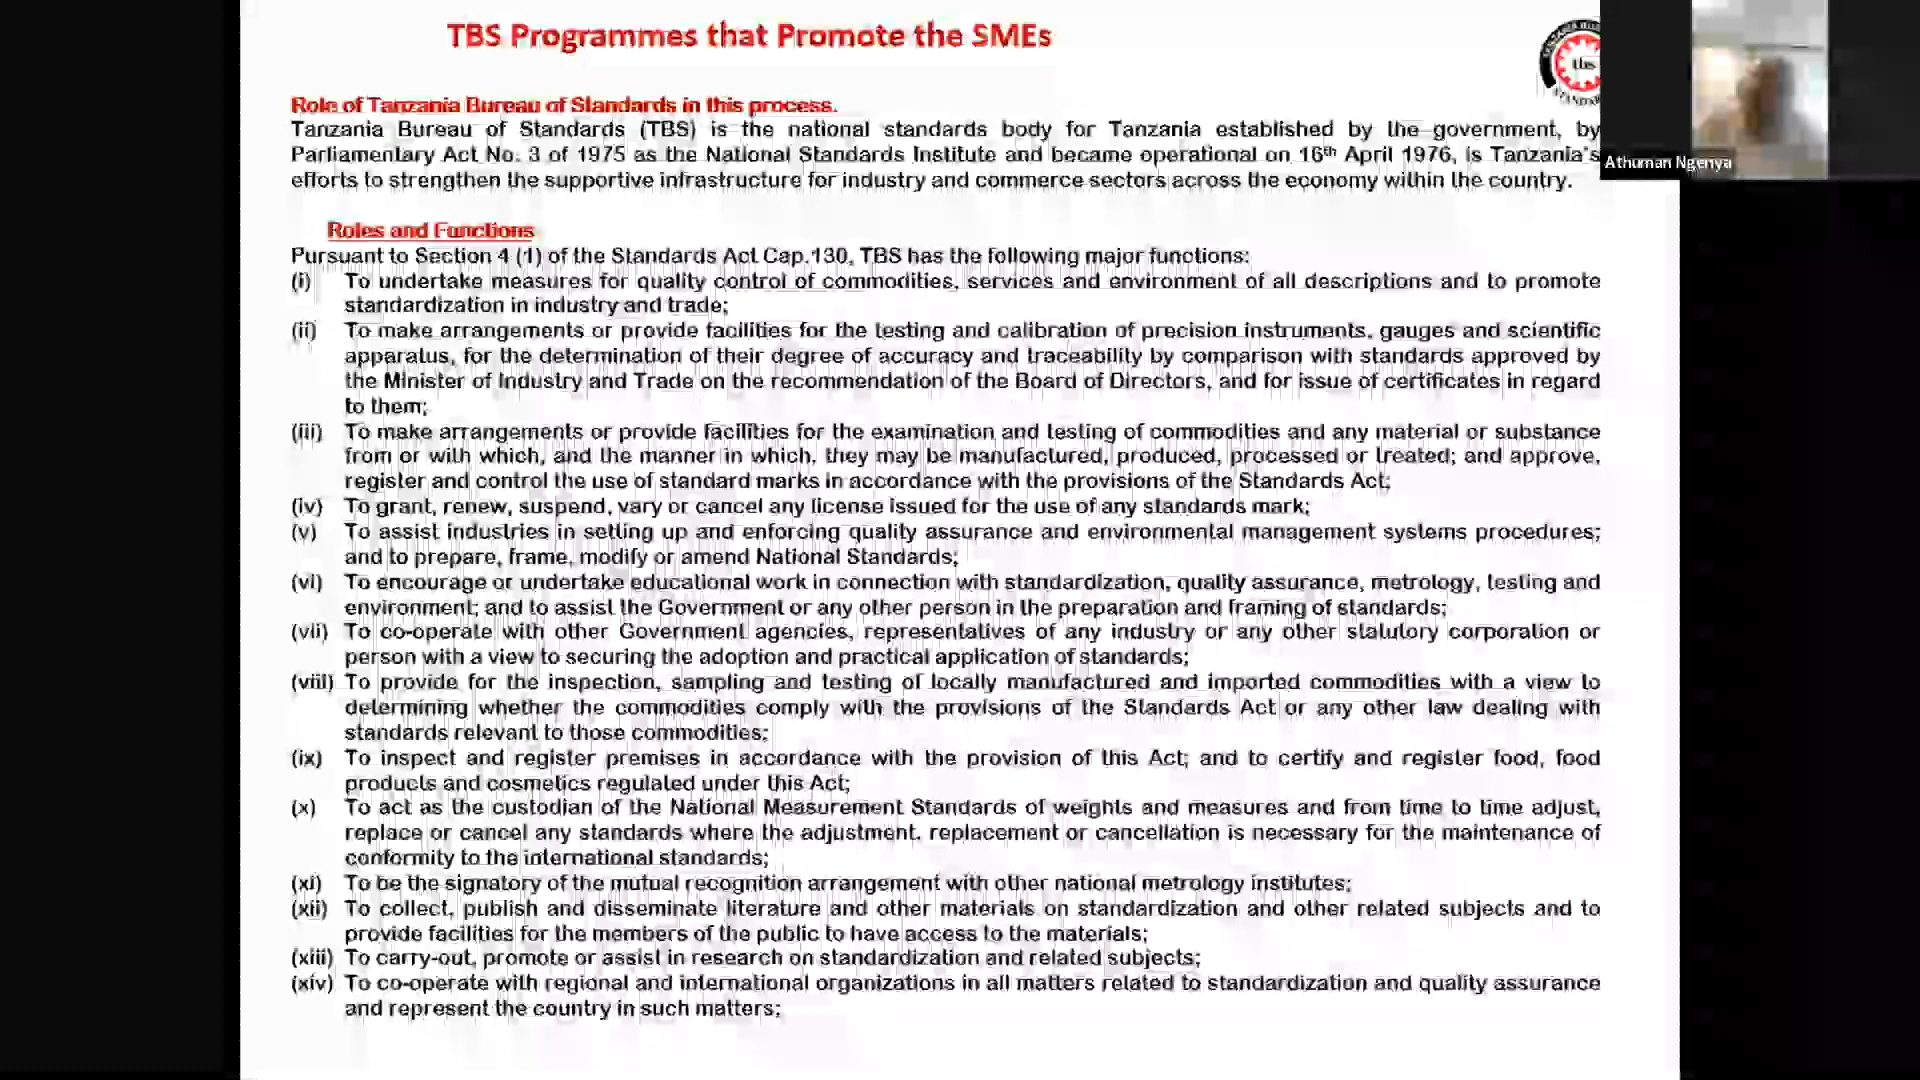 TBS Programmes that Promote the SMEs
tbs
Athuman Ngenya
Role of Tanzania Bureau of Standards in this process.
Tanzania Bureau of Standards (TBS) is the national standards body for Tanzania established by the government, by
Parliamentary Act No. 3 of 1975 as the National Standards Institute and became operational on 16th April 1976, is Tanzania's
efforts to strengthen the supportive infrastructure for industry and commerce sectors across the economy within the country.
Roles and Functions
Pursuant to Section 4 (1) of the Standards Act Cap.130, TBS has the following major functions:
(i) To undertake measures for quality control of commodities, services and environment of all descriptions and to promote
standardization in industry and trade;
(ii) To make arrangements or provide facilities for the testing and calibration of precision instruments, gauges and scientific
apparatus, for the determination of their degree of accuracy and traceability by comparison with standards approved by
the Minister of Industry and Trade on the recommendation of the Board of Directors, and for issue of certificates in regard
to them;
(iii) To make arrangements or provide facilities for the examination and testing of commodities and any material or substance
from or with which, and the manner in which, they may be manufactured, produced, processed or treated; and approve,
register and control the use of standard marks in accordance with the provisions of the Standards Act;
(iv) To grant, renew, suspend, vary or cancel any license issued for the use of any standards mark;
(v) To assist industries in setting up and enforcing quality assurance and environmental management systems procedures;
and to prepare, frame, modify or amend National Standards;
(vi) To encourage or undertake educational work in connection with standardization, quality assurance, metrology, testing and
environment; and to assist the Government or any other person in the preparation and framing of standards;
(vii) To co-operate with other Government agencies, representatives of any industry or any other statutory corporation or
person with a view to securing the adoption and practical application of standards;
(viii) To provide for the inspection, sampling and testing of locally manufactured and imported commodities with a view to
determining whether the commodities comply with the provisions of the Standards Act or any other law dealing with
standards relevant to those commodities;
(ix) To inspect and register premises in accordance with the provision of this Act; and to certify and register food, food
products and cosmetics regulated under this Act;
(x) To act as the custodian of the National Measurement Standards of weights and measures and from time to time adjust,
replace or cancel any standards where the adjustment, replacement or cancellation is necessary for the maintenance of
conformity to the international standards;
(xi) To be the signatory of the mutual recognition arrangement with other national metrology institutes;
(xii) To collect, publish and disseminate literature and other materials on standardization and other related subjects and to
provide facilities for the members of the public to have access to the materials;
(xiii) To carry-out, promote or assist in research on standardization and related subjects;
(xiv) To co-operate with regional and international organizations in all matters related to standardization and quality assurance
and represent the country in such matters;